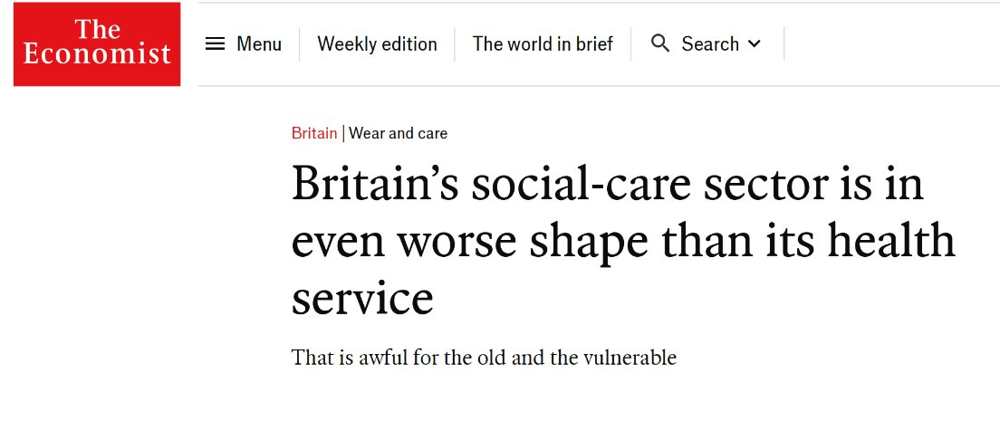 The
Economist
Menu
Weekly edition
The world in brief
Search
Britain | Wear and care
Britain’s social-care sector is in
even worse shape than its health
service
That is awful for the old and the vulnerable